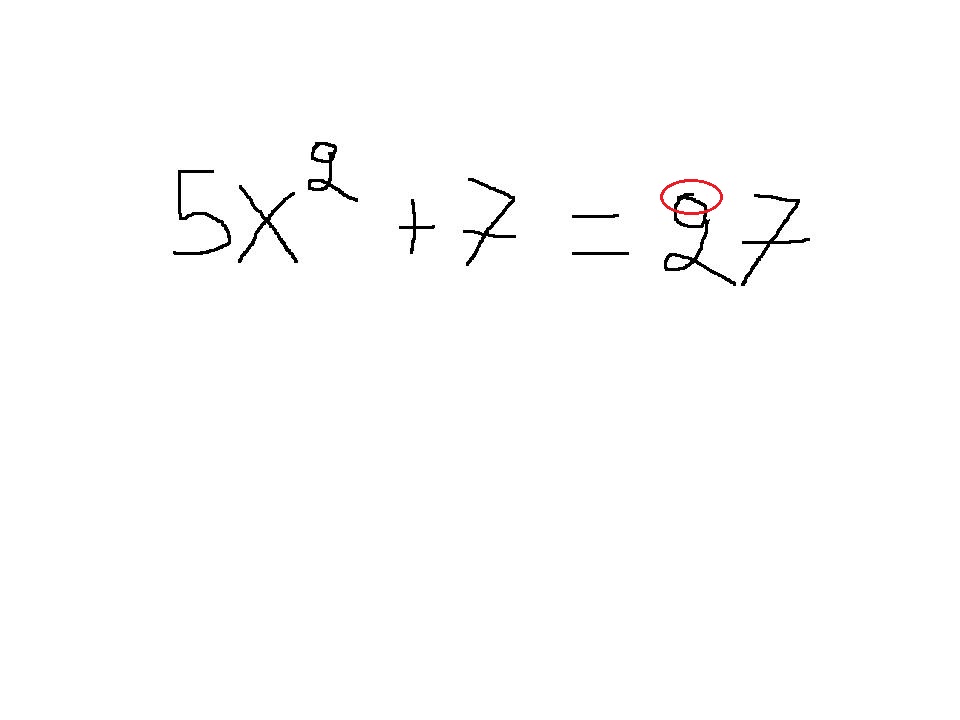 5x² + 7 = 27